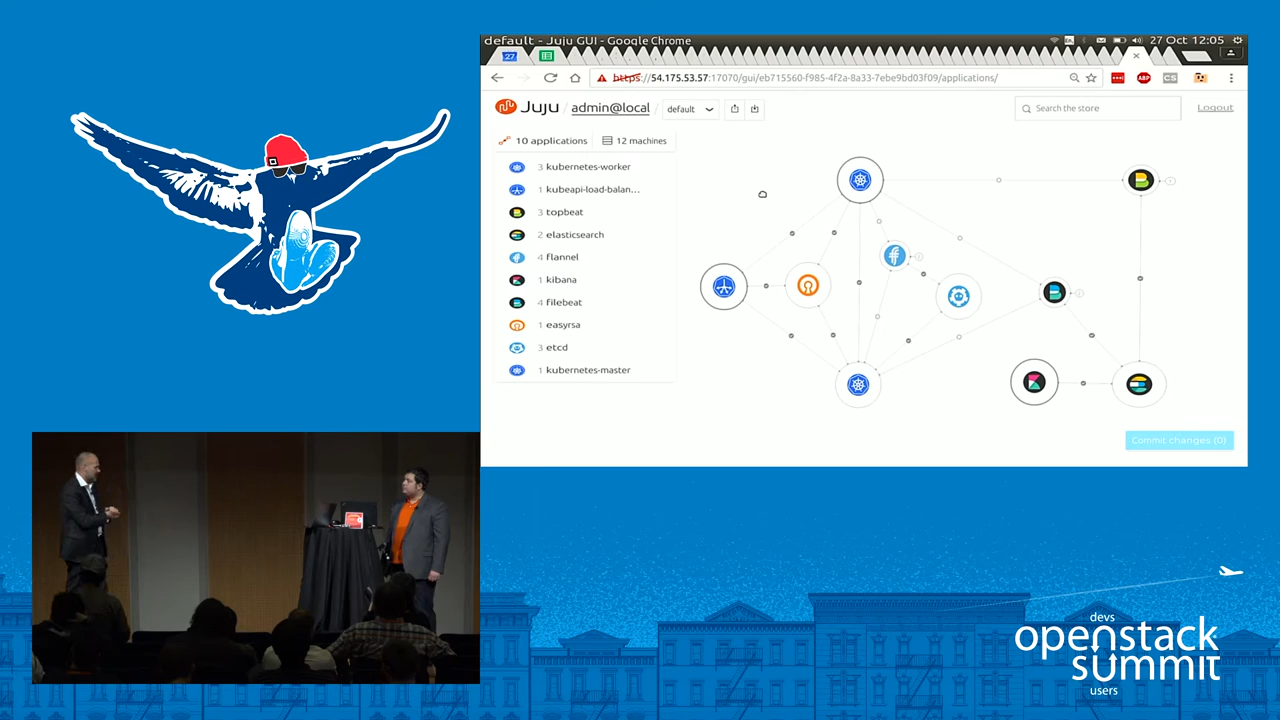 default - Juju GUI - Google Chrome
27 Oct 12:05
27
https://54.175.53.57:17070/gui/eb715560-f985-4f2a-8a33-7ebe9bd03f09/applications/
ABP
CS
JUJU / admin@local / default
Search the store
Logout
10 applications
12 machines
3 kubernetes-worker
1 kubeapi-load-balan...
3 topbeat
2 elasticsearch
4 flannel
1 kibana
4 filebeat
1 easyrsa
3 etcd
1 kubernetes-master
Commit changes (0)
devs
openstack
summit
users